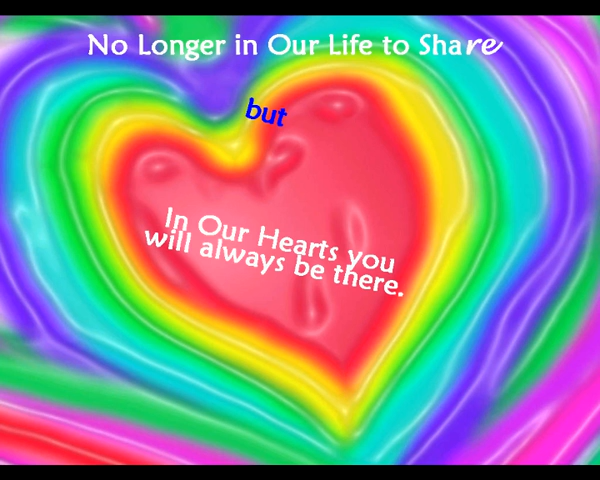 No Longer in Our Life to Share
but
In Our Hearts you
will always be there.